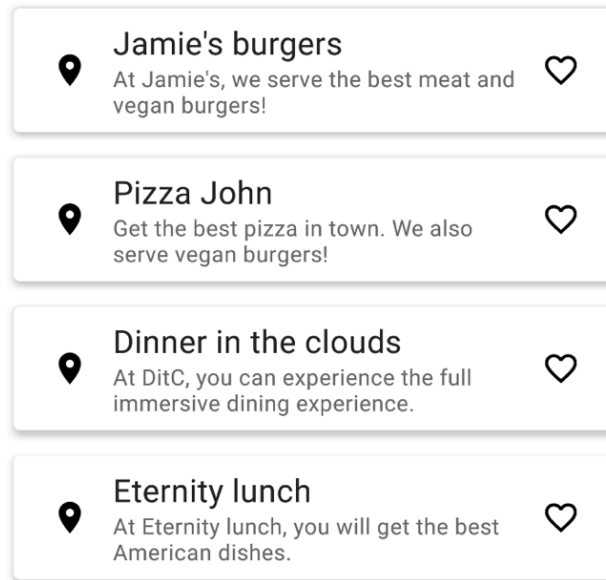 Jamie's burgers
At Jamie's, we serve the best meat and
vegan burgers!
Pizza John
Get the best pizza in town. We also
serve vegan burgers!
Dinner in the clouds
At DitC, you can experience the full
immersive dining experience.
Eternity lunch
At Eternity lunch, you will get the best
American dishes.